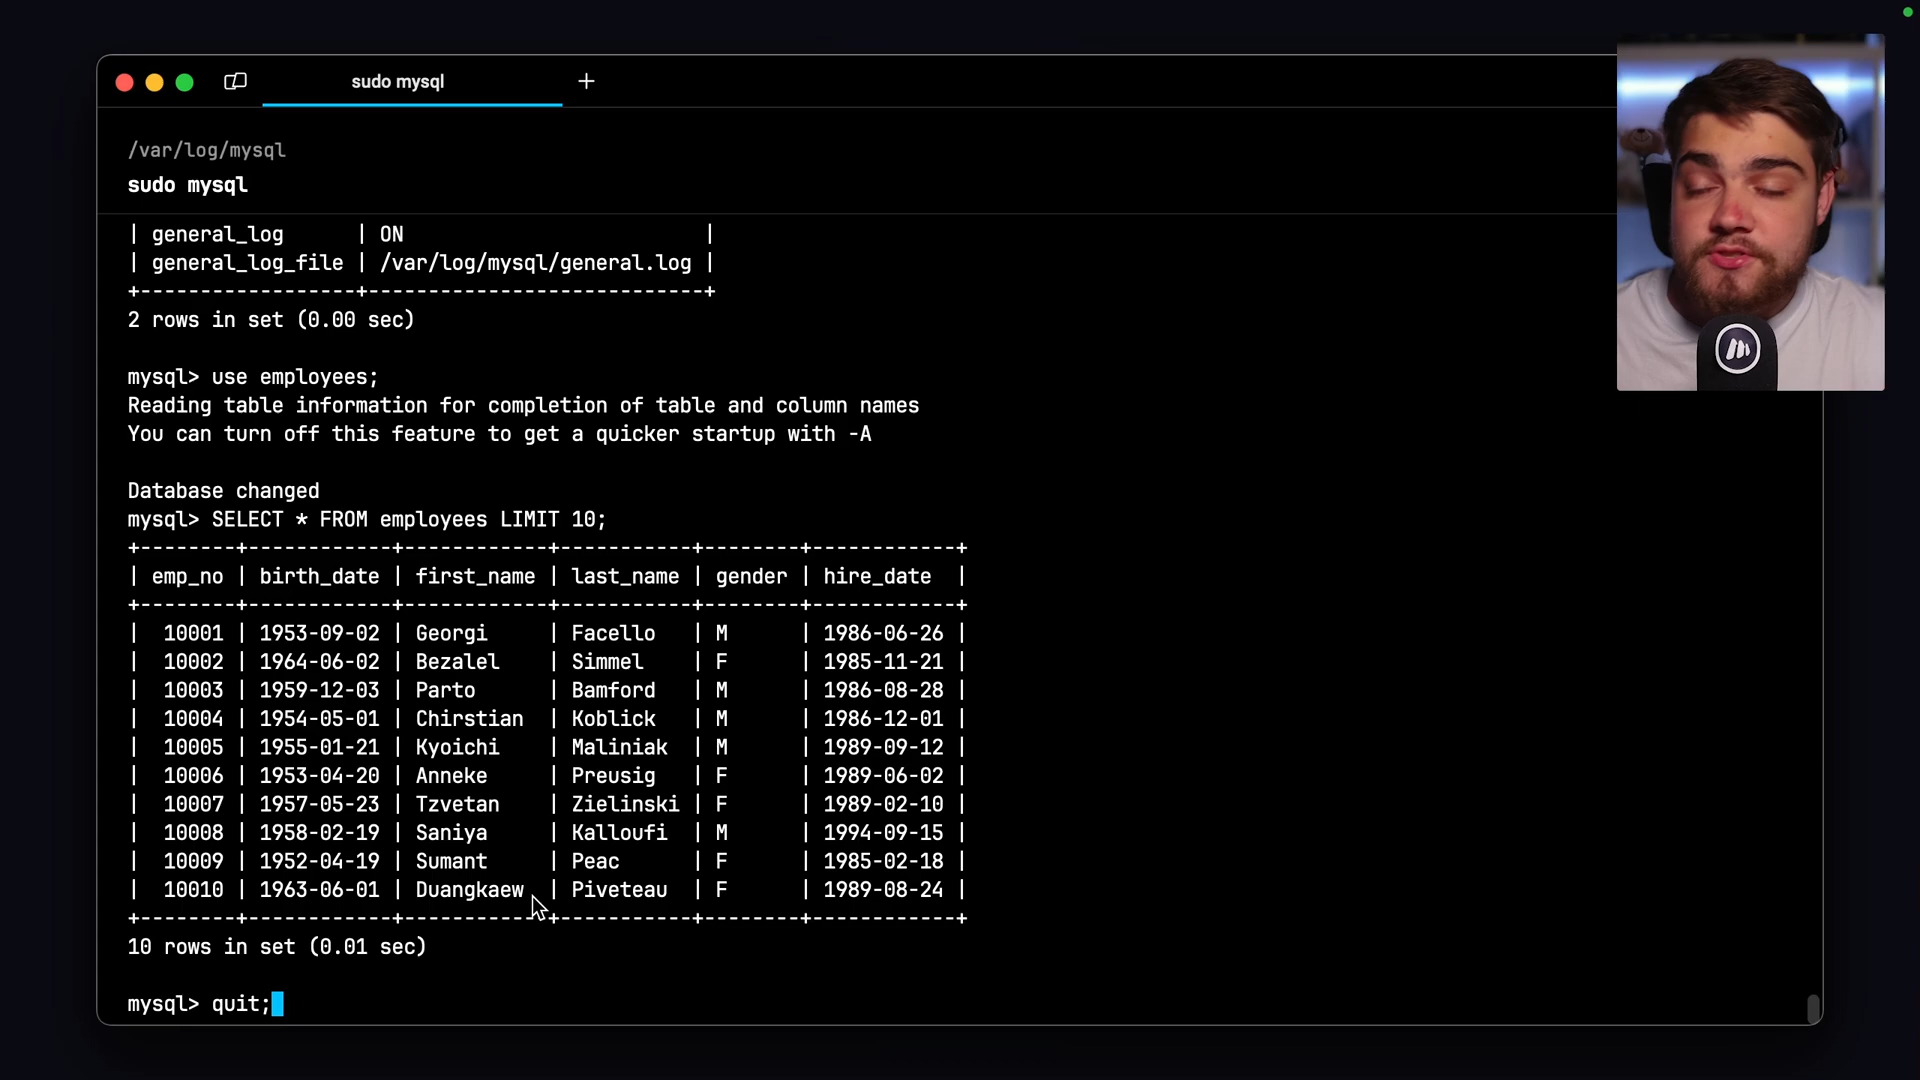 sudo mysql
/var/log/mysql
sudo mysql
| general_log      | ON                         |
| general_log_file | /var/log/mysql/general.log |
+------------------+----------------------------+
2 rows in set (0.00 sec)
mysql> use employees;
Reading table information for completion of table and column names
You can turn off this feature to get a quicker startup with -A
Database changed
mysql> SELECT * FROM employees LIMIT 10;
+--------+------------+------------+-----------+--------+------------+
| emp_no | birth_date | first_name | last_name | gender | hire_date  |
+--------+------------+------------+-----------+--------+------------+
|  10001 | 1953-09-02 | Georgi     | Facello   | M      | 1986-06-26 |
|  10002 | 1964-06-02 | Bezalel    | Simmel    | F      | 1985-11-21 |
|  10003 | 1959-12-03 | Parto      | Bamford   | M      | 1986-08-28 |
|  10004 | 1954-05-01 | Chirstian  | Koblick   | M      | 1986-12-01 |
|  10005 | 1955-01-21 | Kyoichi    | Maliniak  | M      | 1989-09-12 |
|  10006 | 1953-04-20 | Anneke     | Preusig   | F      | 1989-06-02 |
|  10007 | 1957-05-23 | Tzvetan    | Zielinski | F      | 1989-02-10 |
|  10008 | 1958-02-19 | Saniya     | Kalloufi  | M      | 1994-09-15 |
|  10009 | 1952-04-19 | Sumant     | Peac      | F      | 1985-02-18 |
|  10010 | 1963-06-01 | Duangkaew  | Piveteau  | F      | 1989-08-24 |
+--------+------------+------------+-----------+--------+------------+
10 rows in set (0.01 sec)
mysql> quit;